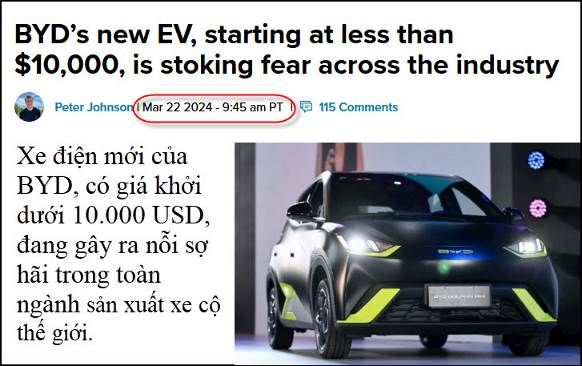 BYD’s new EV, starting at less than
$10,000, is stoking fear across the industry
Peter Johnson | Mar 22 2024 - 9:45 am PT | 115 Comments
Xe điện mới của
BYD, có giá khởi
dưới 10.000 USD,
đang gây ra nỗi sợ
hãi trong toàn
ngành sản xuất xe cộ
thế giới.
BYD